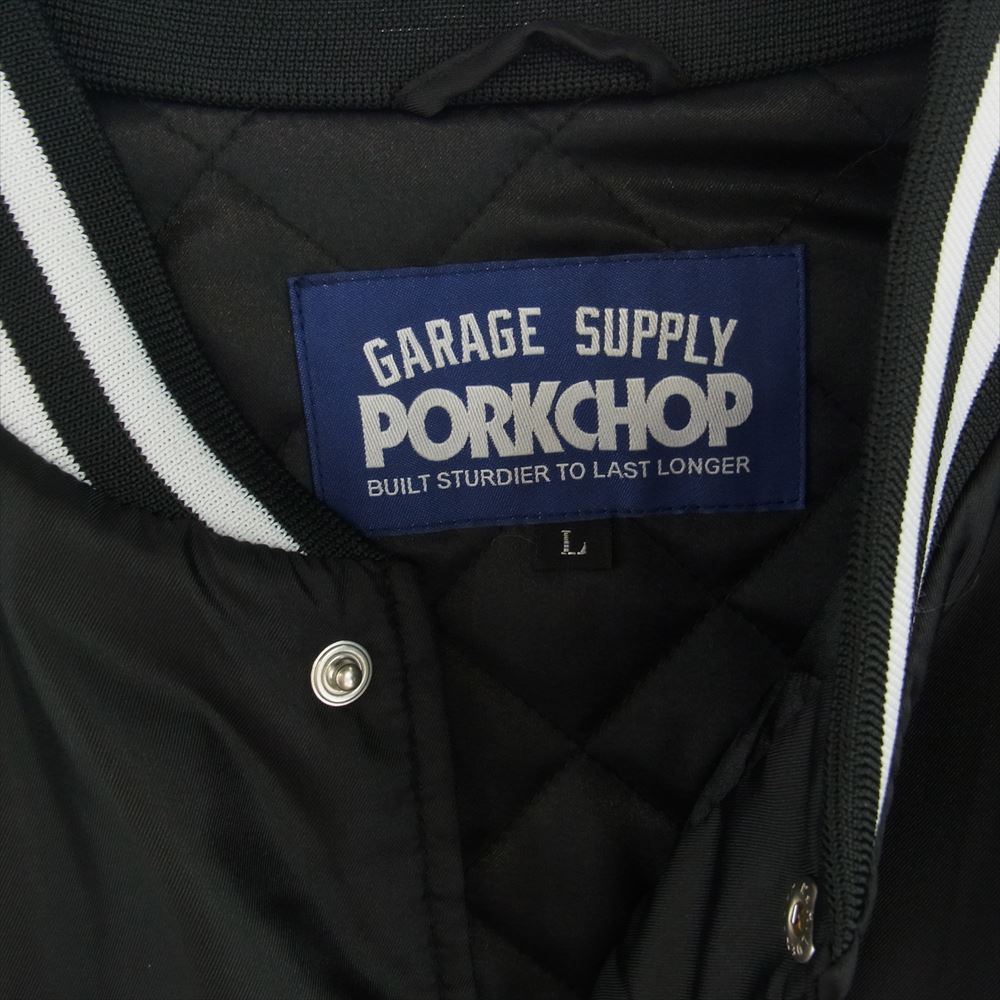 GARAGE SUPPLY
PORKCHOP
BUILT STURDIER TO LAST LONGER
L